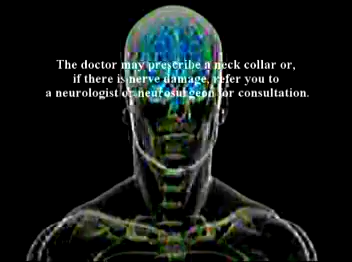 The doctor may prescribe a neck collar or,
if there is nerve damage, refer you to
a neurologist or neurosurgeon for consultation.